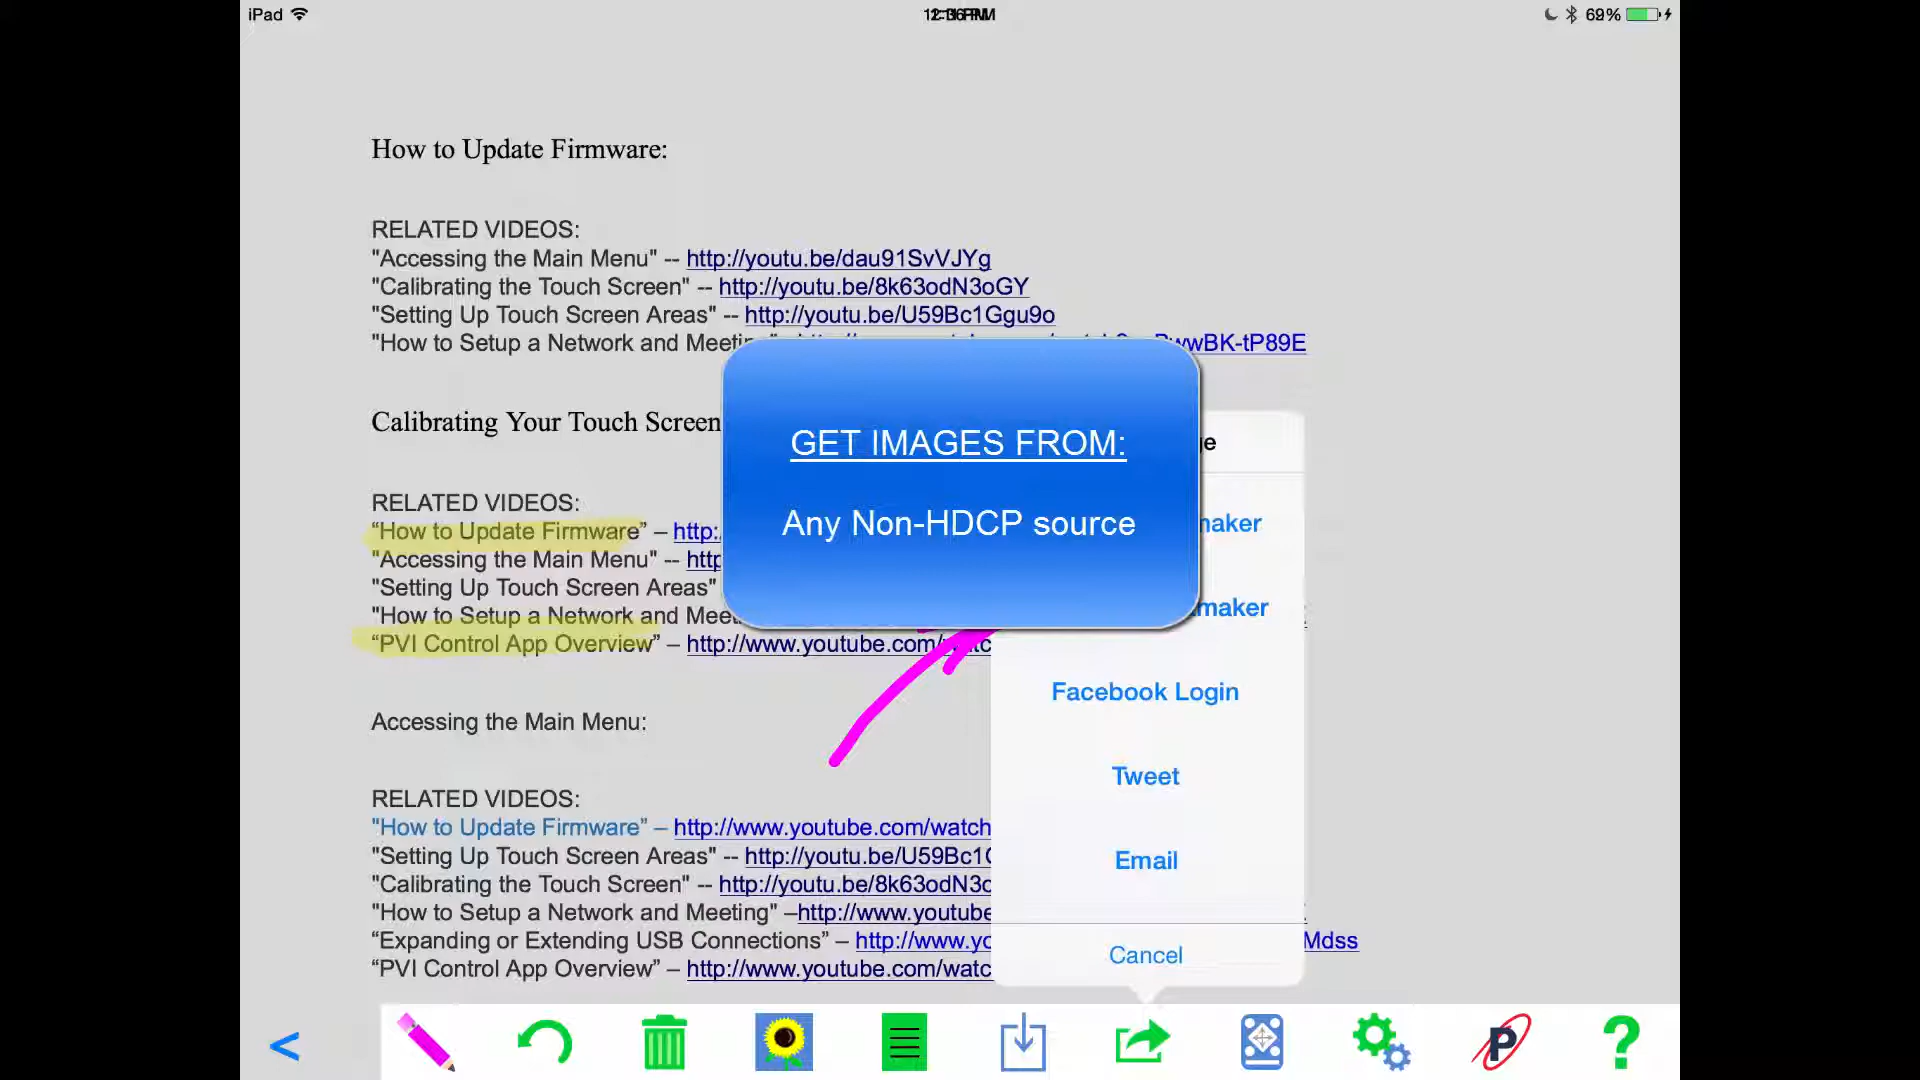 iPad
69%
How to Update Firmware:
RELATED VIDEOS:
"Accessing the Main Menu" -- http://youtu.be/dau91SvVJYg
"Calibrating the Touch Screen" -- http://youtu.be/8k63odN3oGY
"Setting Up Touch Screen Areas" -- http://youtu.be/U59Bc1Ggu9o
"How to Setup a Network and Meetin wwBK-tP89E
GET IMAGES FROM:
Any Non-HDCP source
Calibrating Your Touch Screen
RELATED VIDEOS:
“How to Update Firmware” – http:
"Accessing the Main Menu" -- http
"Setting Up Touch Screen Areas"
"How to Setup a Network and Meet
“PVI Control App Overview” – http://www.youtube.com/watc
ge
maker
maker
Facebook Login
Tweet
Email
Cancel
Accessing the Main Menu:
RELATED VIDEOS:
"How to Update Firmware” – http://www.youtube.com/watch
"Setting Up Touch Screen Areas" -- http://youtu.be/U59Bc1
"Calibrating the Touch Screen" -- http://youtu.be/8k63odN3o
"How to Setup a Network and Meeting" –http://www.youtube
“Expanding or Extending USB Connections” – http://www.yo Mdss
“PVI Control App Overview” – http://www.youtube.com/watc
< P ?